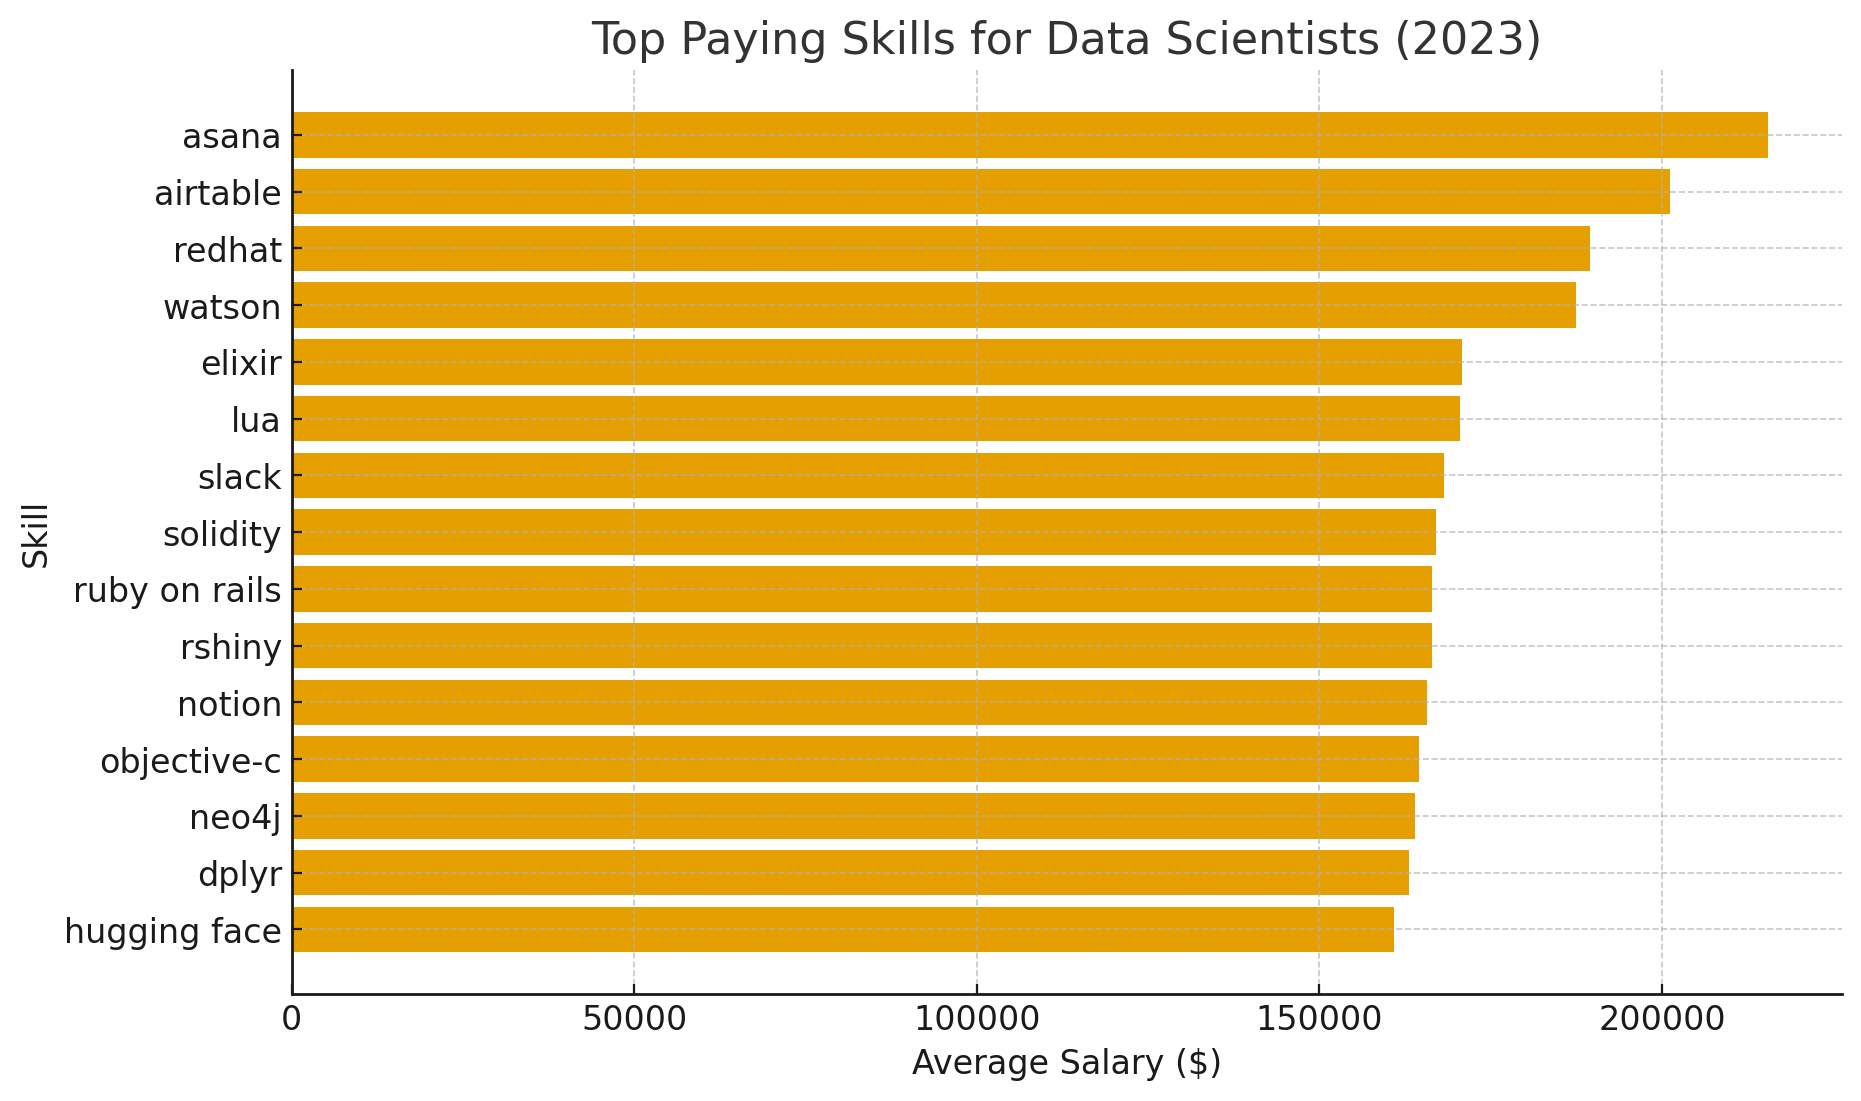 Top Paying Skills for Data Scientists (2023)
Skill
asana
airtable
redhat
watson
elixir
lua
slack
solidity
ruby on rails
rshiny
notion
objective-c
neo4j
dplyr
hugging face
0 50000 100000 150000 200000
Average Salary ($)